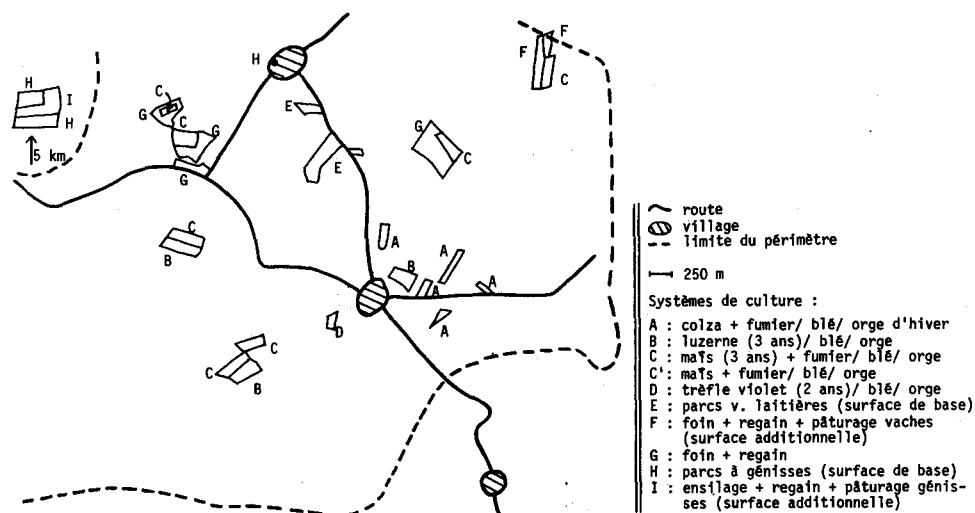 F
F
C
H
H
I
H
5 km
C
G
C
G
G
E
E
G
C
C
B
A
A
B
A
A
A
D
C
C
B
route
village
limite du périmètre
250 m
Systèmes de culture :
A : colza + fumier/ blé/ orge d'hiver
B : luzerne (3 ans)/ blé/ orge
C : maïs (3 ans) + fumier/ blé/ orge
C' : maïs + fumier/ blé/ orge
D : trèfle violet (2 ans)/ blé/ orge
E : parcs v. laitières (surface de base)
F : foin + regain + pâturage vaches
(surface additionnelle)
G : foin + regain
H : parcs à génisses (surface de base)
I : ensilage + regain + pâturage génis-
ses (surface additionnelle)